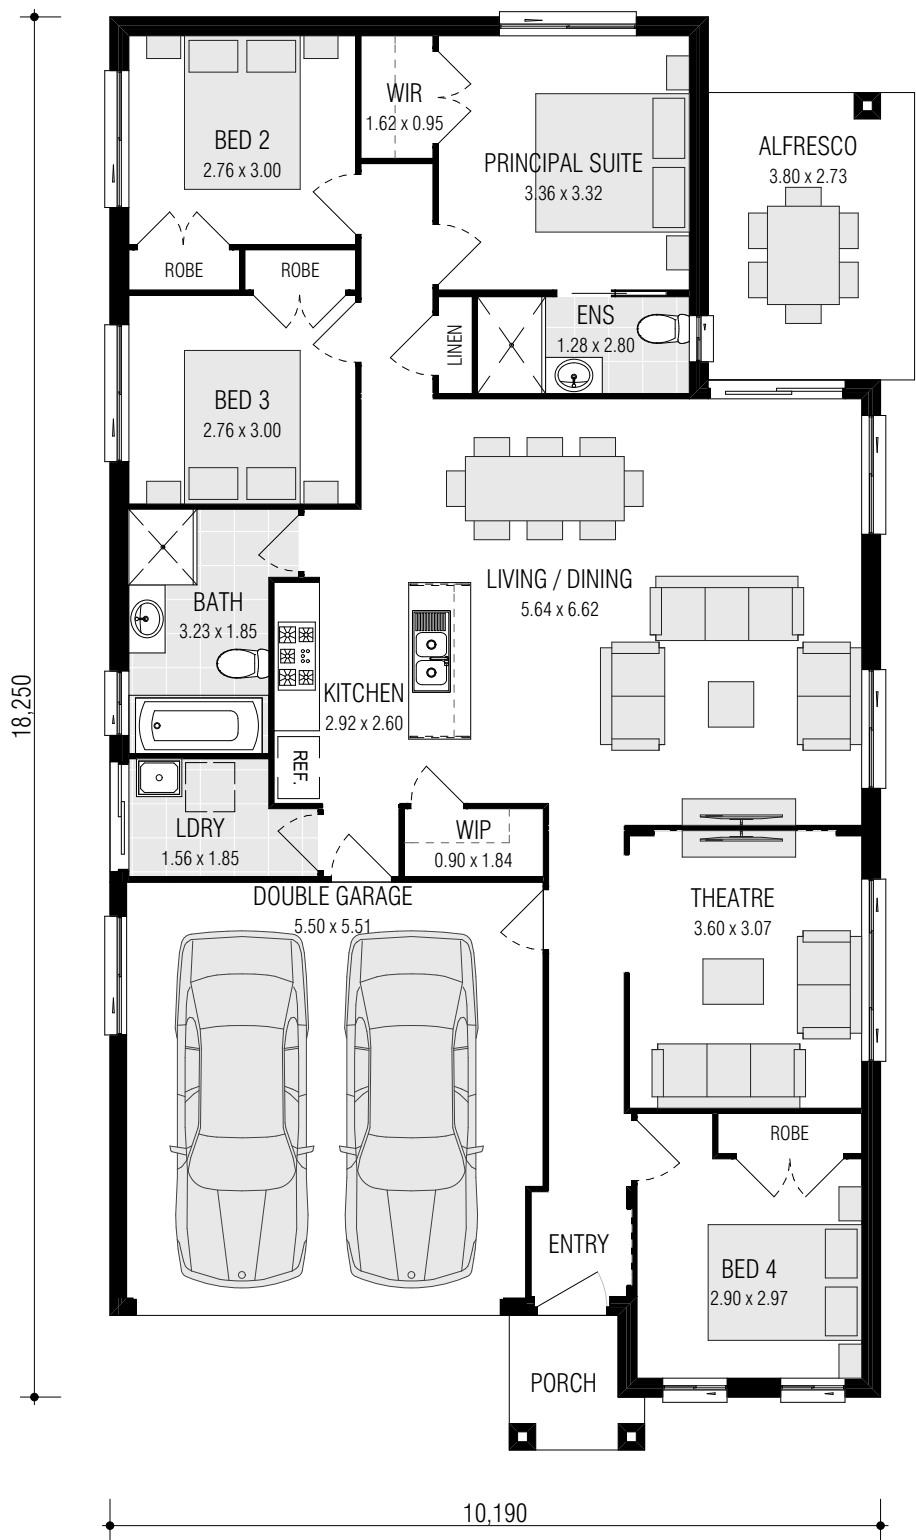 WIR
1.62 x 0.95
BED 2
2.76 x 3.00
PRINCIPAL SUITE
3.36 x 3.32
ALFRESCO
3.80 x 2.73
ROBE
ROBE
ENS
1.28 x 2.80
LINEN
BED 3
2.76 x 3.00
LIVING / DINING
5.64 x 6.62
BATH
3.23 x 1.85
KITCHEN
2.92 x 2.60
18,250
REF.
LDRY
1.56 x 1.85
WIP
0.90 x 1.84
DOUBLE GARAGE
5.50 x 5.51
THEATRE
3.60 x 3.07
ROBE
ENTRY
BED 4
2.90 x 2.97
PORCH
10,190